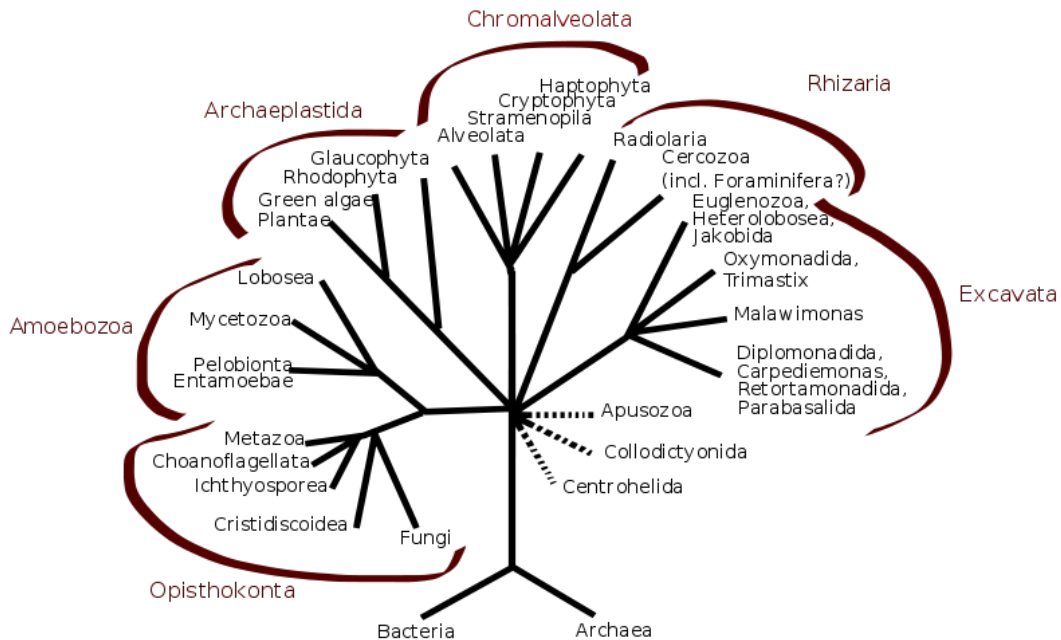 Chromalveolata
Haptophyta
Cryptophyta
Stramenopila
Alveolata
Rhizaria
Radiolaria
Cercozoa
(incl. Foraminifera?)
Archaeplastida
Glaucophyta
Rhodophyta
Green algae
Plantae
Euglenozoa,
Heterolobosea,
Jakobida
Oxymonadida,
Trimastix
Excavata
Malawimonas
Diplomonadida,
Carpediemonas,
Retortamonadida,
Parabasalida
Amoebozoa
Lobosea
Mycetozoa
Pelobionta
Entamoebae
Apusozoa
Collodictyonida
Centrohelida
Metazoa
Choanoflagellata
Ichthyosporea
Cristidiscoidea
Fungi
Opisthokonta
Bacteria
Archaea